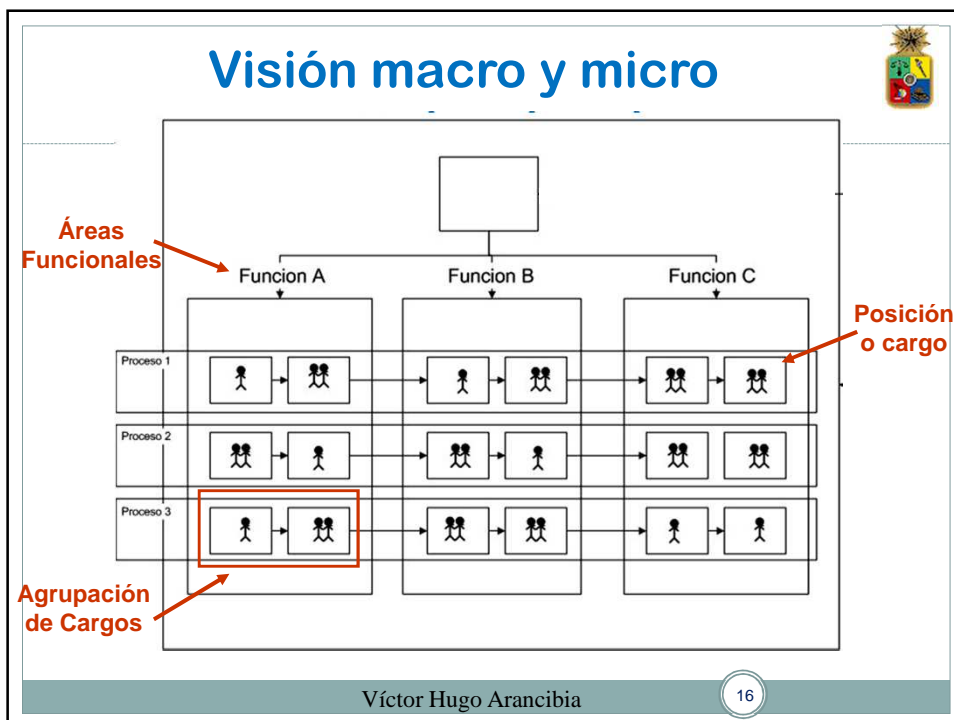 Visión macro y micro
Áreas
Funcionales
Funcion A
Funcion B
Funcion C
Posición
o cargo
Proceso 1
Proceso 2
Proceso 3
Agrupación
de Cargos
Víctor Hugo Arancibia
16